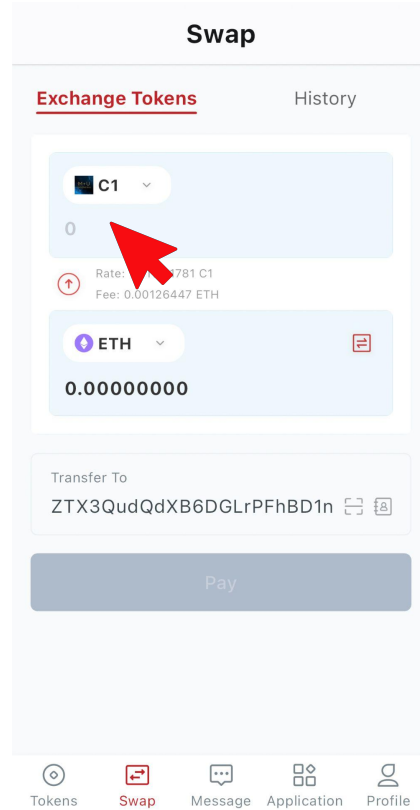 Swap
Exchange Tokens
History
C1
0
Rate: 781 C1
Fee: 0.00126447 ETH
ETH
0.00000000
Transfer To
ZTX3QudQdXB6DGLrPFhBD1n
Pay
Tokens
Swap
Message
Application
Profile